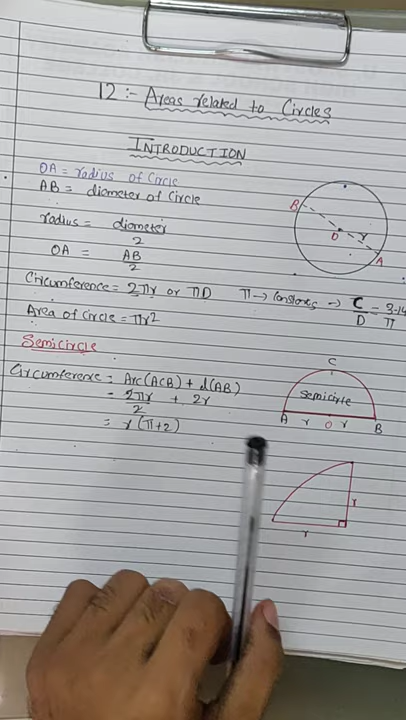 12:- Areas related to Circles
INTRODUCTION
OA = radius of Circle
AB = diameter of Circle
radius = diameter
2
OA = AB
2
B
O
r
A
Circumference = 2πr or πD
π → Constant → C = 3.14
D π
Area of Circle = πr2
Semicircle
Circumference = Arc(ACB) + d(AB)
= 2πr + 2r
2
= r(π+2)
C
semicircle
A r O r B
r
r